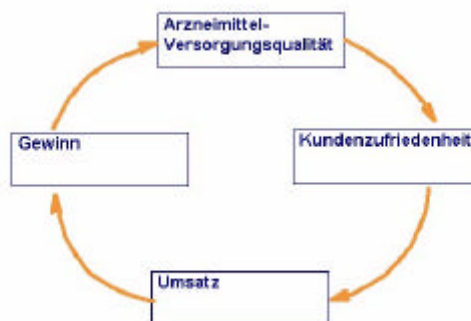 Arzneimittel-
Versorgungsqualität
Gewinn
Kundenzufriedenheit
Umsatz